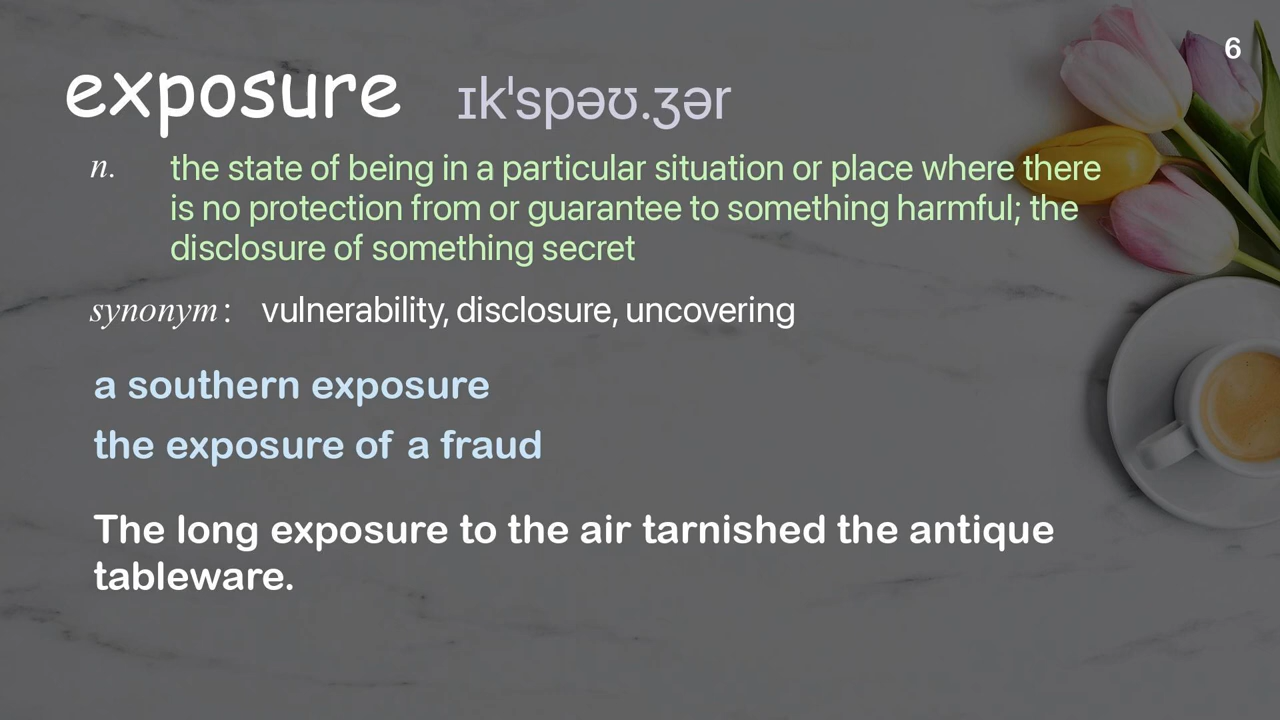 6
exposure ɪkˈspəʊ.ʒər
n. the state of being in a particular situation or place where there
is no protection from or guarantee to something harmful; the
disclosure of something secret
synonym: vulnerability, disclosure, uncovering
a southern exposure
the exposure of a fraud
The long exposure to the air tarnished the antique
tableware.